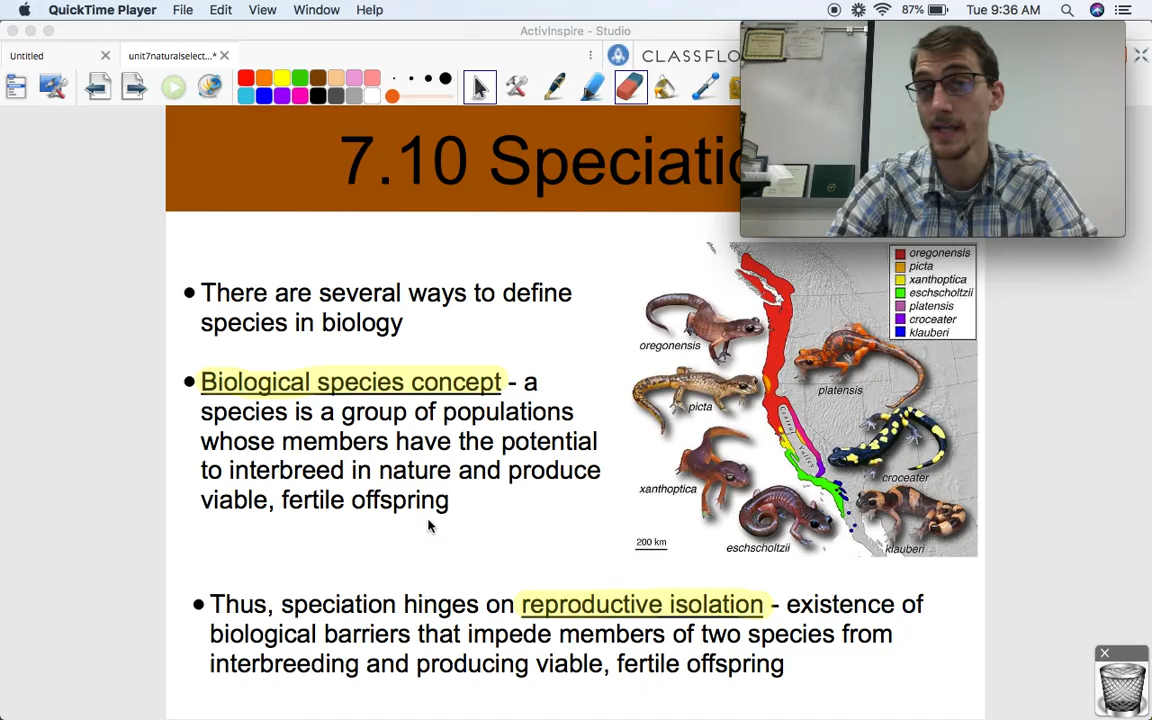 QuickTime Player File Edit View Window Help 87% Tue 9:36 AM
ActivInspire - Studio
Untitled unit7naturalselect...* CLASSFLO
7.10 Speciatio
There are several ways to define
species in biology
Biological species concept - a
species is a group of populations
whose members have the potential
to interbreed in nature and produce
viable, fertile offspring
oregonensis
picta
xanthoptica
eschscholtzii
platensis
croceater
klauberi
oregonensis
platensis
picta
Central Valley
croceater
xanthoptica
200 km
eschscholtzii
klauberi
Thus, speciation hinges on reproductive isolation - existence of
biological barriers that impede members of two species from
interbreeding and producing viable, fertile offspring